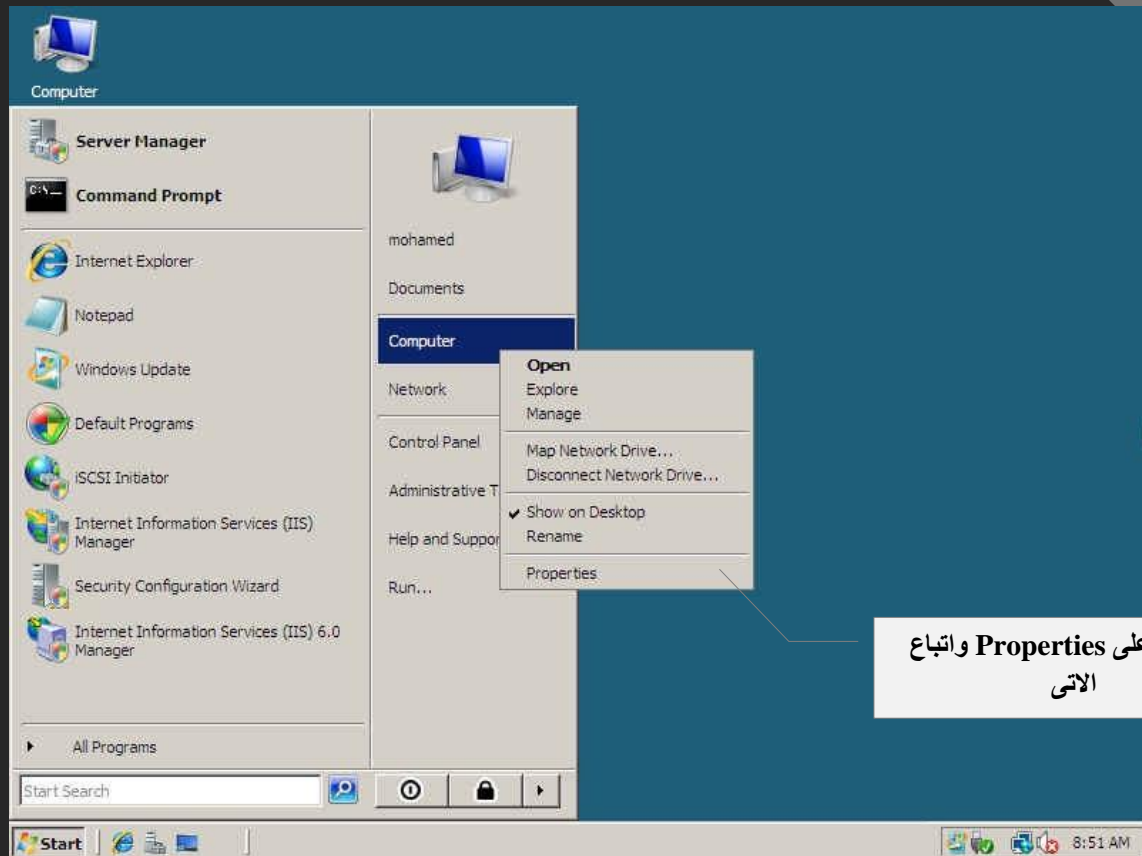 Computer
Server Manager
Command Prompt
Internet Explorer
Notepad
Windows Update
Default Programs
iSCSI Initiator
Internet Information Services (IIS)
Manager
Security Configuration Wizard
Internet Information Services (IIS) 6.0
Manager
All Programs
Start Search
mohamed
Documents
Computer
Network
Control Panel
Administrative T
Help and Suppor
Run...
Open
Explore
Manage
Map Network Drive...
Disconnect Network Drive...
Show on Desktop
Rename
Properties
على Properties واتباع
الاتى
Start
8:51 AM